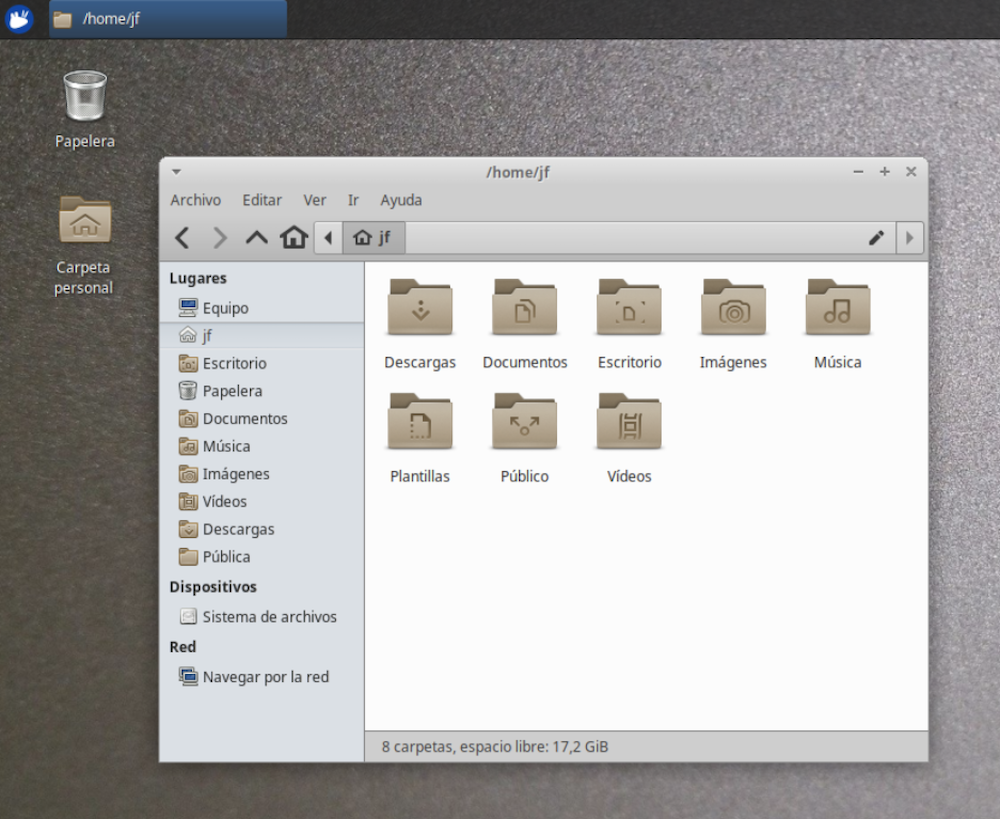 /home/jf
Papelera
Carpeta
personal
/home/jf
Archivo Editar Ver Ir Ayuda
jf
Lugares
Equipo
jf
Escritorio
Papelera
Documentos
Música
Imágenes
Vídeos
Descargas
Pública
Dispositivos
Sistema de archivos
Red
Navegar por la red
Descargas Documentos Escritorio Imágenes Música
Plantillas Público Vídeos
8 carpetas, espacio libre: 17,2 GiB